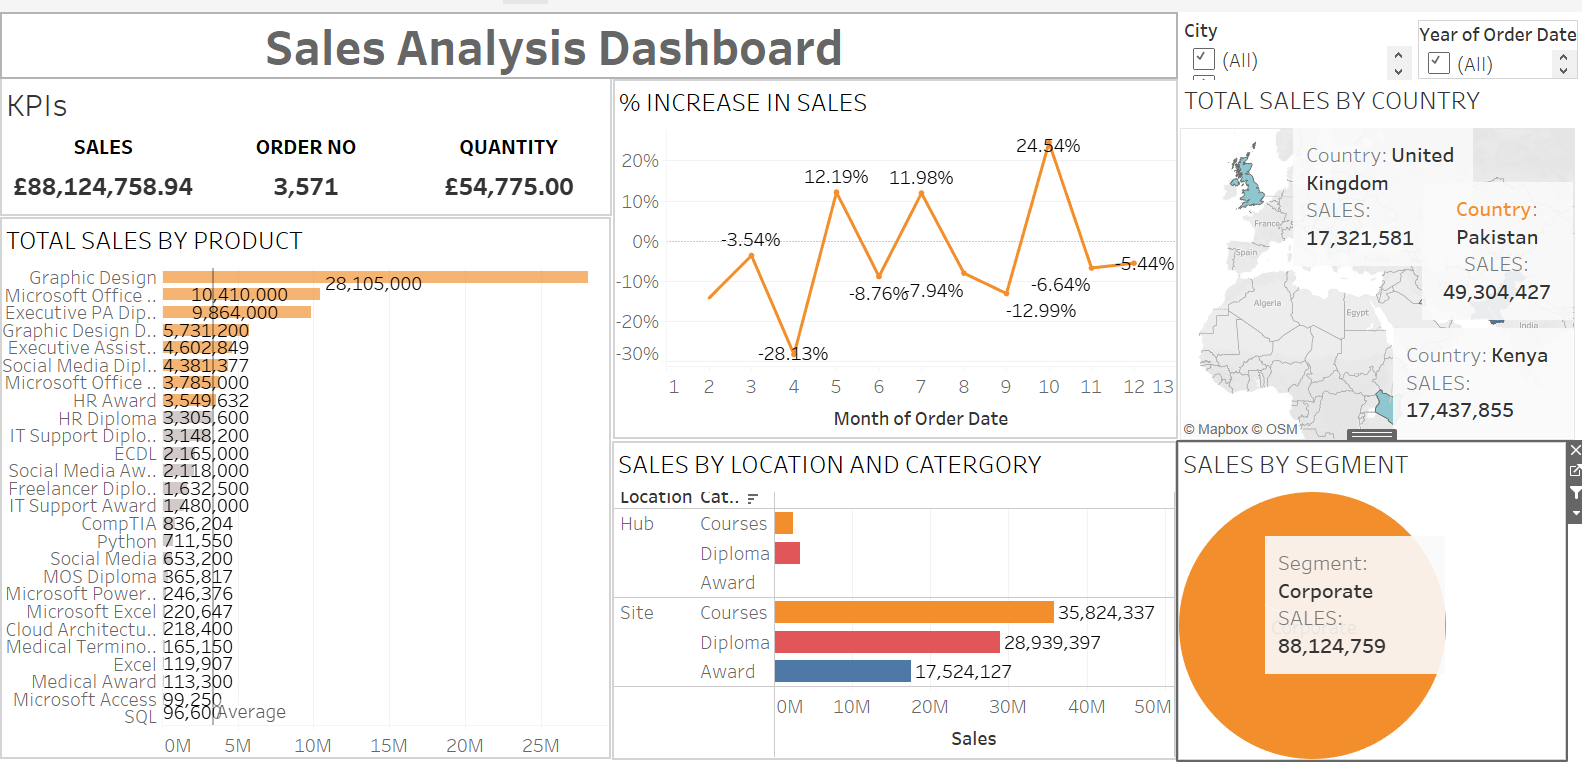 Sales Analysis Dashboard
City
(All)
Year of Order Date
(All)
KPIs
SALES ORDER NO QUANTITY
£88,124,758.94 3,571 £54,775.00
TOTAL SALES BY PRODUCT
Graphic Design 28,105,000
Microsoft Office .. 10,410,000
Executive PA Dip.. 9,864,000
Graphic Design D.. 5,731,200
Executive Assist.. 4,602,849
Social Media Dipl.. 4,381,377
Microsoft Office .. 3,785,000
HR Award 3,549,632
HR Diploma 3,305,600
IT Support Diplo.. 3,148,200
ECDL 2,165,000
Social Media Aw.. 2,118,000
Freelancer Diplo.. 1,632,500
IT Support Award 1,480,000
CompTIA 836,204
Python 711,550
Social Media 653,200
MOS Diploma 365,817
Microsoft Power.. 246,376
Microsoft Excel 220,647
Cloud Architectu.. 218,400
Medical Termino.. 165,150
Excel 119,907
Medical Award 113,300
Microsoft Access 99,250
SQL 96,600
Average
0M 5M 10M 15M 20M 25M
% INCREASE IN SALES
20%
10%
0%
-10%
-20%
-30%
-3.54%
-28.13%
12.19%
-8.76%
11.98%
-7.94%
-12.99%
24.54%
-6.64%
-5.44%
1 2 3 4 5 6 7 8 9 10 11 12 13
Month of Order Date
TOTAL SALES BY COUNTRY
Country: United
Kingdom
SALES:
17,321,581
Country:
Pakistan
SALES:
49,304,427
Country: Kenya
SALES:
17,437,855
France
Spain
Algeria
Egypt
India
© Mapbox © OSM
SALES BY LOCATION AND CATERGORY
Location Cat..
Hub Courses
Diploma
Award
Site Courses 35,824,337
Diploma 28,939,397
Award 17,524,127
0M 10M 20M 30M 40M 50M
Sales
SALES BY SEGMENT
Segment:
Corporate
SALES:
Corporate
88,124,759